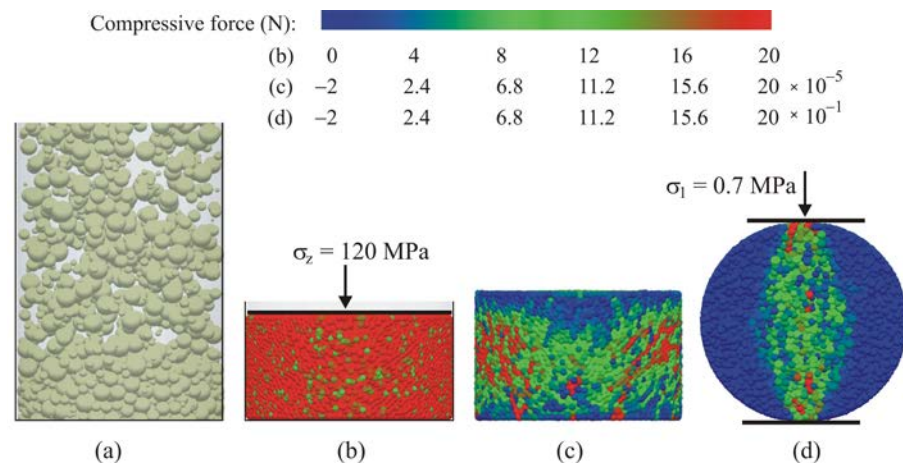 Compressive force (N):
(b) 0 4 8 12 16 20
(c) −2 2.4 6.8 11.2 15.6 20 × 10⁻⁵
(d) −2 2.4 6.8 11.2 15.6 20 × 10⁻¹
σ₁ = 0.7 MPa
σz = 120 MPa
(a) (b) (c) (d)